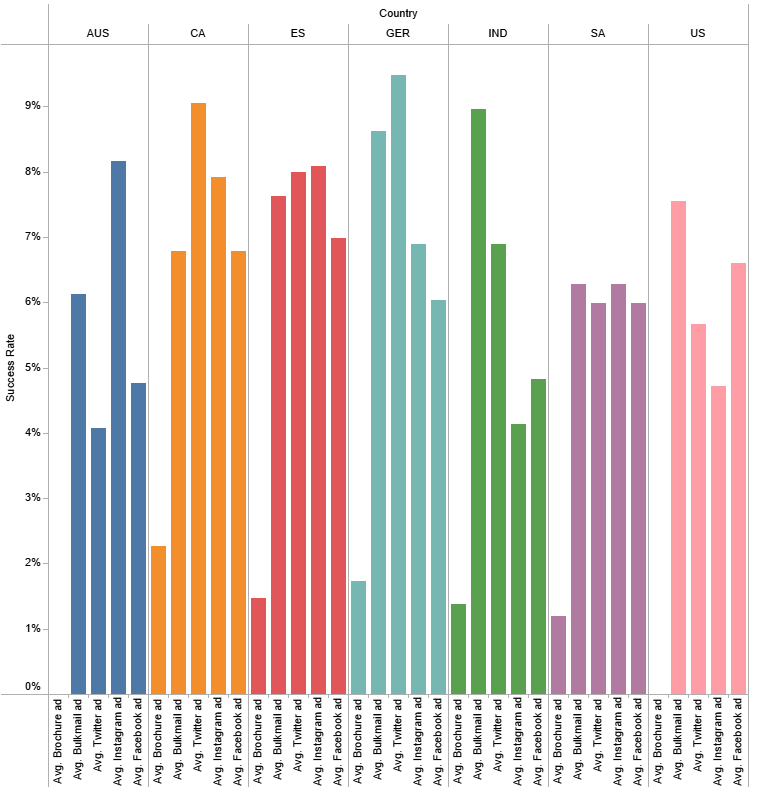 Country
AUS CA ES GER IND SA US
9%
8%
7%
6%
5%
4%
3%
2%
1%
0%
Success Rate
Avg. Brochure ad
Avg. Bulkmail ad
Avg. Twitter ad
Avg. Instagram ad
Avg. Facebook ad
Avg. Brochure ad
Avg. Bulkmail ad
Avg. Twitter ad
Avg. Instagram ad
Avg. Facebook ad
Avg. Brochure ad
Avg. Bulkmail ad
Avg. Twitter ad
Avg. Instagram ad
Avg. Facebook ad
Avg. Brochure ad
Avg. Bulkmail ad
Avg. Twitter ad
Avg. Instagram ad
Avg. Facebook ad
Avg. Brochure ad
Avg. Bulkmail ad
Avg. Twitter ad
Avg. Instagram ad
Avg. Facebook ad
Avg. Brochure ad
Avg. Bulkmail ad
Avg. Twitter ad
Avg. Instagram ad
Avg. Facebook ad
Avg. Brochure ad
Avg. Bulkmail ad
Avg. Twitter ad
Avg. Instagram ad
Avg. Facebook ad